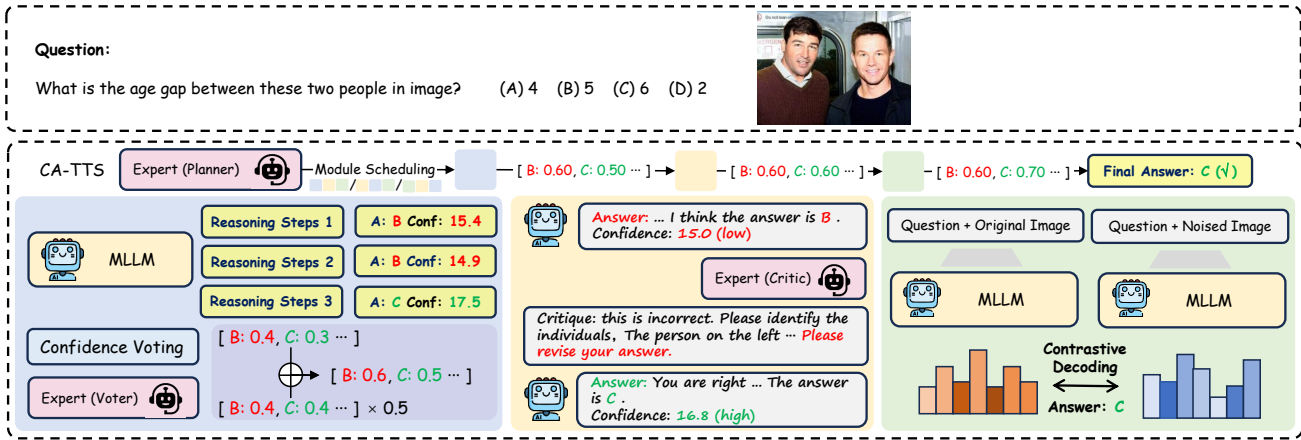 Question:
What is the age gap between these two people in image? (A) 4 (B) 5 (C) 6 (D) 2
CA-TTS
Expert (Planner)
Module Scheduling
[ B: 0.60, C: 0.50 ··· ]
[ B: 0.60, C: 0.60 ··· ]
[ B: 0.60, C: 0.70 ··· ]
Final Answer: C (√)
MLLM
Reasoning Steps 1
A: B Conf: 15.4
Reasoning Steps 2
A: B Conf: 14.9
Reasoning Steps 3
A: C Conf: 17.5
Confidence Voting
Expert (Voter)
[ B: 0.4, C: 0.3 ··· ]
[ B: 0.6, C: 0.5 ··· ]
[ B: 0.4, C: 0.4 ··· ] × 0.5
AI
Answer: ... I think the answer is B .
Confidence: 15.0 (low)
Expert (Critic)
Critique: this is incorrect. Please identify the
individuals, The person on the left ··· Please
revise your answer.
AI
Answer: You are right ... The answer
is C .
Confidence: 16.8 (high)
Question + Original Image
Question + Noised Image
AI
MLLM
AI
MLLM
Contrastive
Decoding
Answer: C